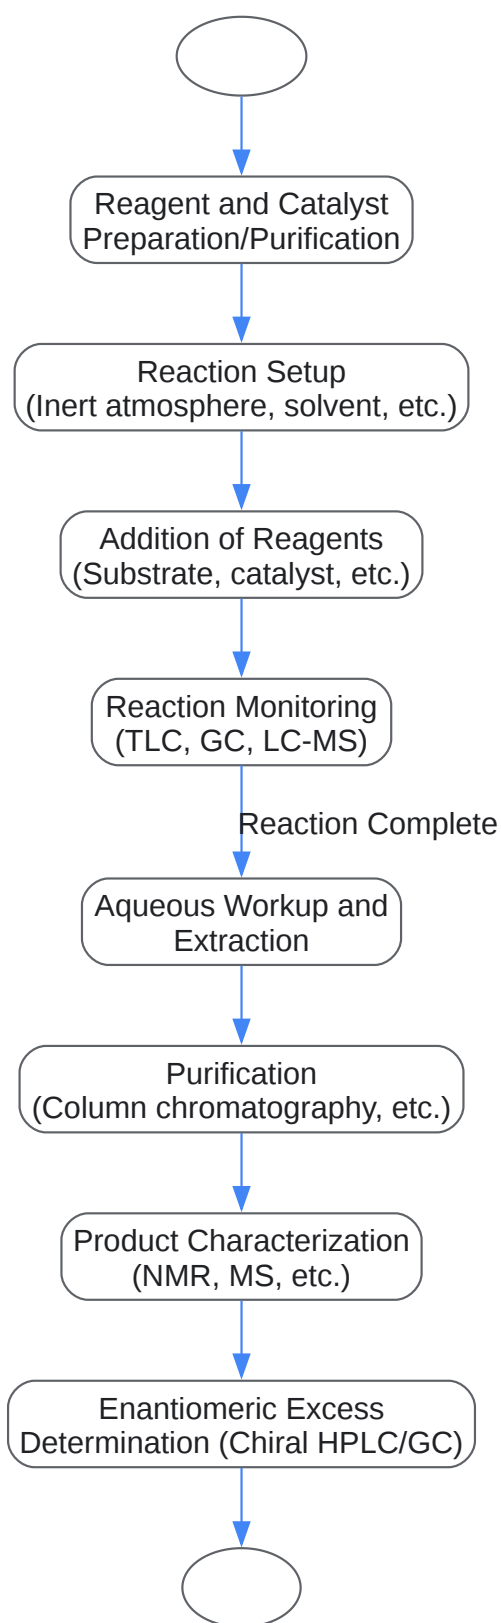 Reagent and Catalyst
Preparation/Purification
Reaction Setup
(Inert atmosphere, solvent, etc.)
Addition of Reagents
(Substrate, catalyst, etc.)
Reaction Monitoring
(TLC, GC, LC-MS)
Reaction Complete
Aqueous Workup and
Extraction
Purification
(Column chromatography, etc.)
Product Characterization
(NMR, MS, etc.)
Enantiomeric Excess
Determination (Chiral HPLC/GC)